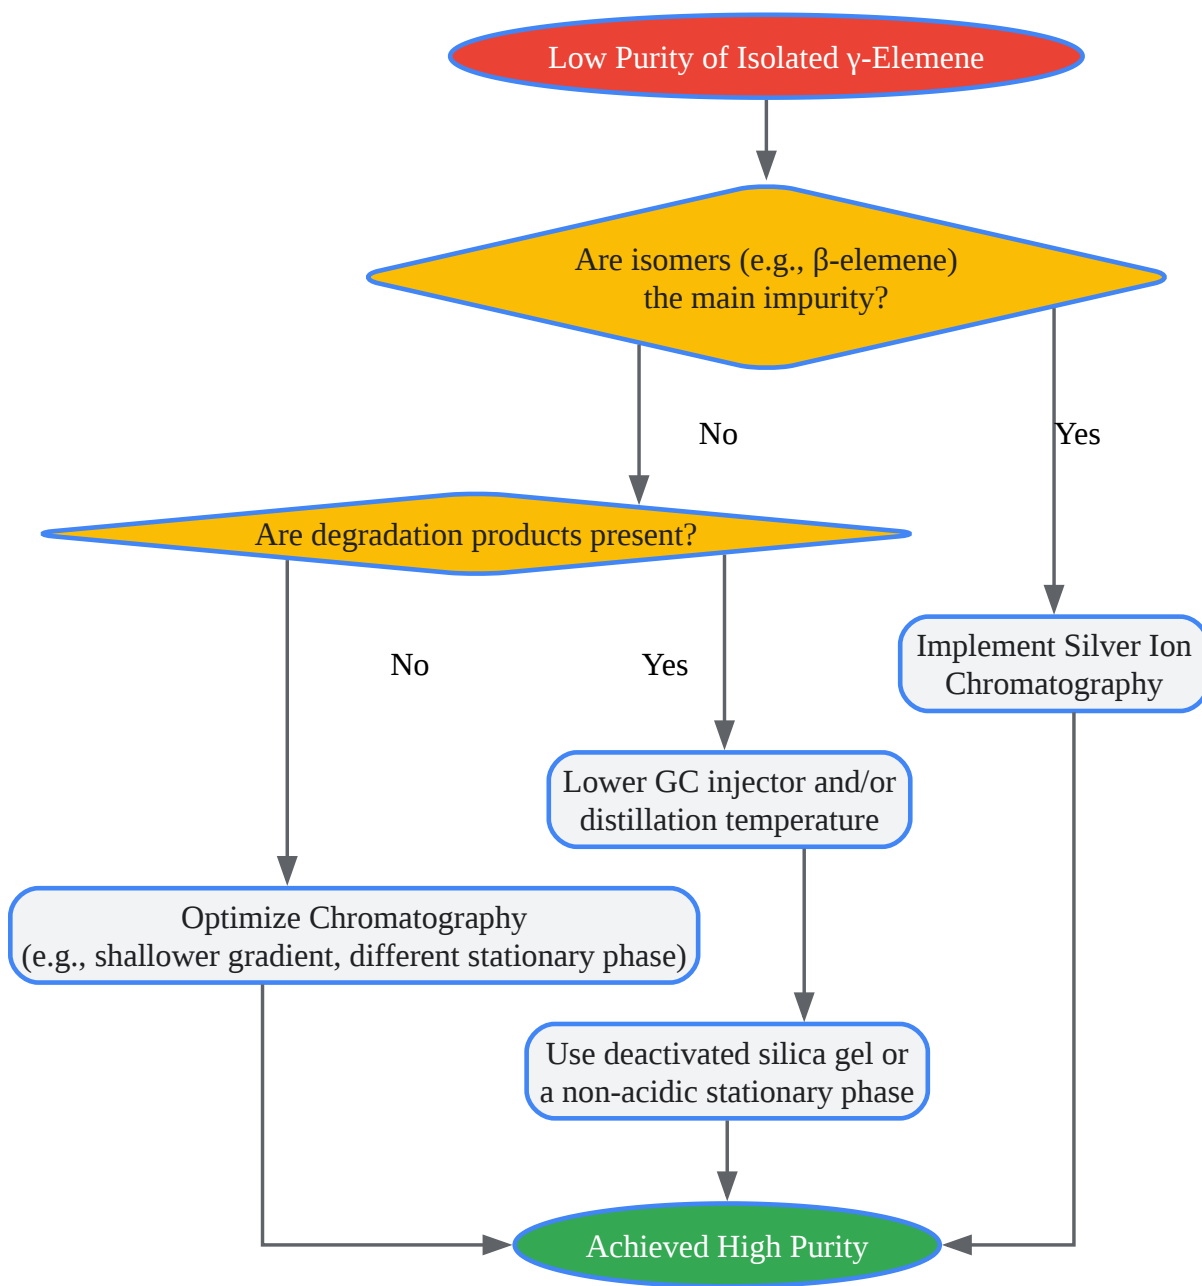 Low Purity of Isolated γ-Elemene
Are isomers (e.g., β-elemene)
the main impurity?
No
Yes
Are degradation products present?
No
Yes
Implement Silver Ion
Chromatography
Lower GC injector and/or
distillation temperature
Optimize Chromatography
(e.g., shallower gradient, different stationary phase)
Use deactivated silica gel or
a non-acidic stationary phase
Achieved High Purity